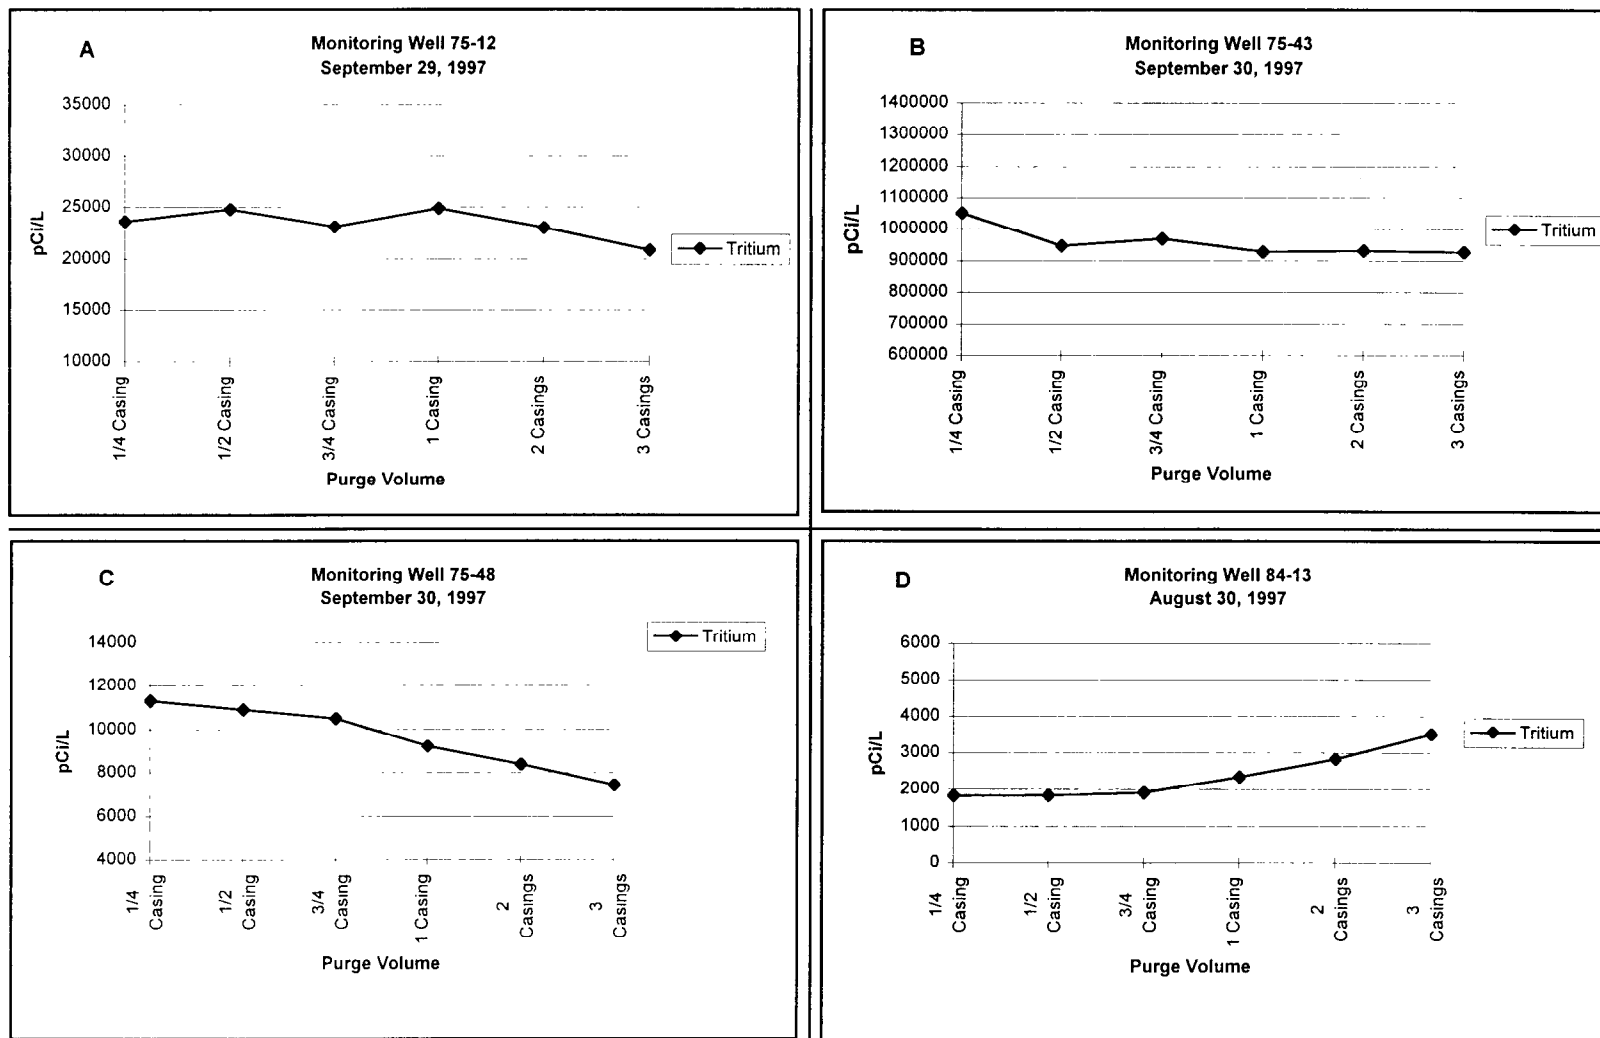 A
Monitoring Well 75-12
September 29, 1997
35000
30000
25000
20000
15000
10000
pCi/L
1/4 Casing
1/2 Casing
3/4 Casing
1 Casing
2 Casings
3 Casings
Purge Volume
Tritium
B
Monitoring Well 75-43
September 30, 1997
1400000
1300000
1200000
1100000
1000000
900000
800000
700000
600000
pCi/L
1/4 Casing
1/2 Casing
3/4 Casing
1 Casing
2 Casings
3 Casings
Purge Volume
Tritium
C
Monitoring Well 75-48
September 30, 1997
14000
12000
10000
8000
6000
4000
pCi/L
1/4
Casing
1/2
Casing
3/4
Casing
1 Casing
2
Casings
3
Casings
Purge Volume
Tritium
D
Monitoring Well 84-13
August 30, 1997
6000
5000
4000
3000
2000
1000
0
pCi/L
1/4
Casing
1/2
Casing
3/4
Casing
1 Casing
2
Casings
3
Casings
Purge Volume
Tritium